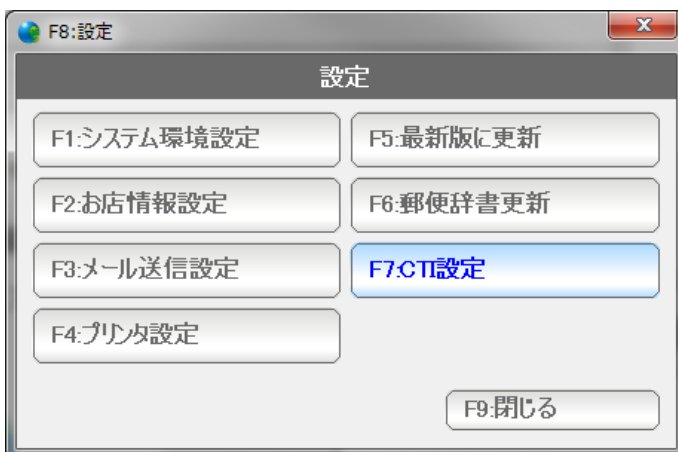 F8:設定
設定
F1:システム環境設定
F5:最新版に更新
F2:お店情報設定
F6:郵便辞書更新
F3:メール送信設定
F7:CTI設定
F4:プリンタ設定
F9:閉じる